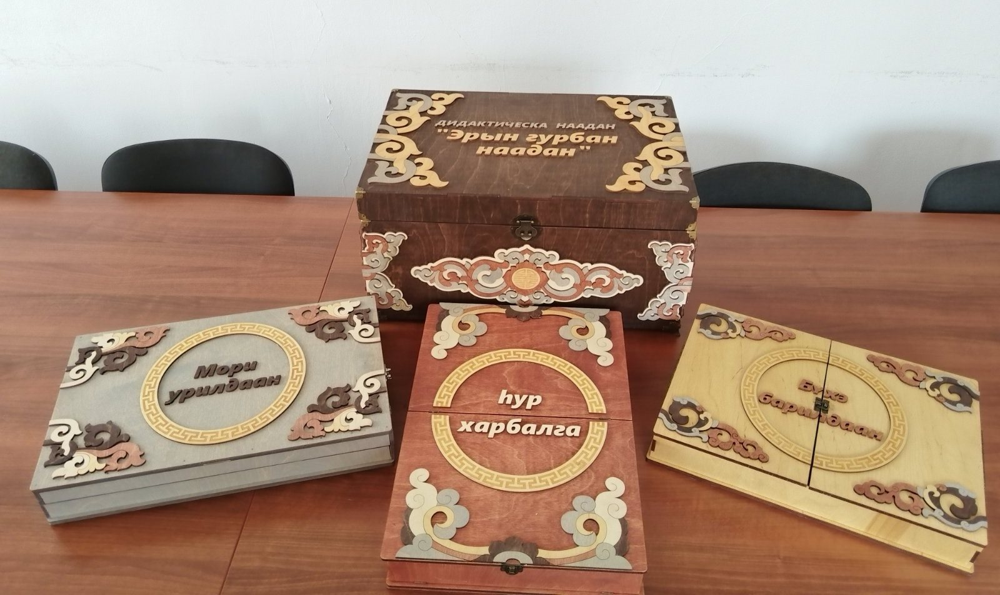 ДИДАКТИЧЕСКА НААДАН
"Эрын гурбан
наадан"
Мори
урилдаан
һур
харбалга
Бүхэ
барилдаан